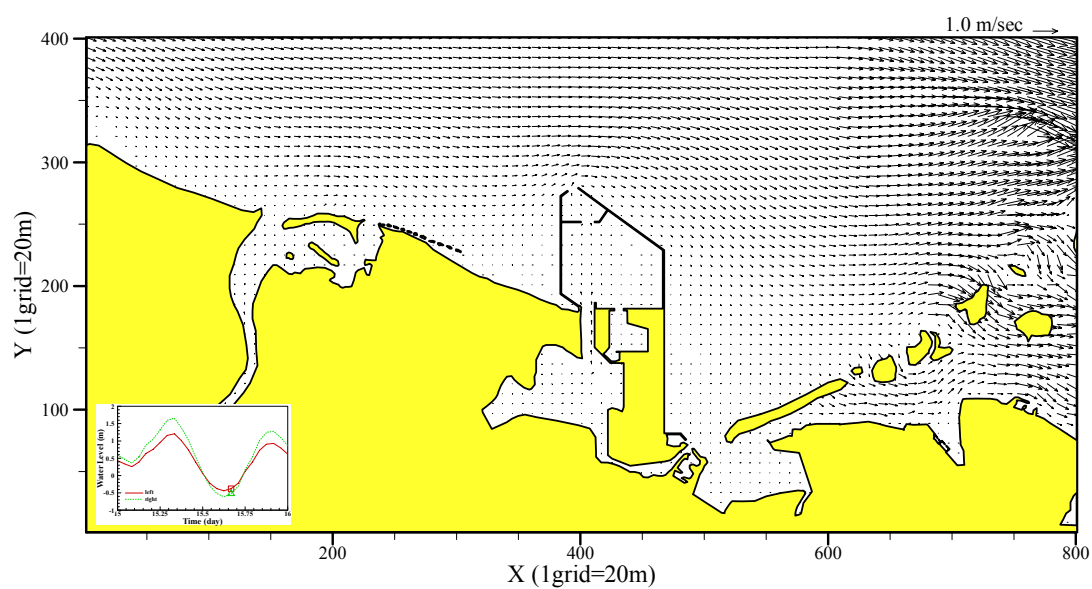 1.0 m/sec
400
300
200
100
Y (1grid=20m)
2
1.5
1
0.5
0
-0.5
-1
Water Level (m)
left
right
15
15.25
15.5
15.75
16
Time (day)
200
400
600
800
X (1grid=20m)